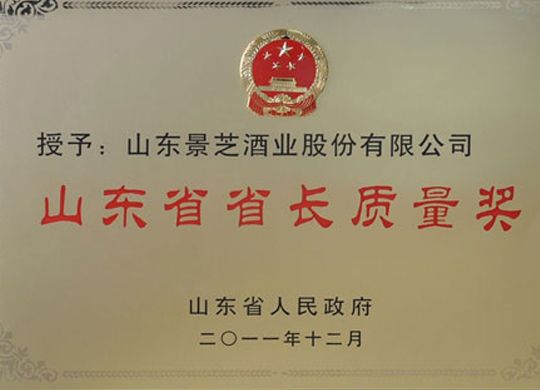 授予：山东景芝酒业股份有限公司
山东省省长质量奖
山东省人民政府
二〇一一年十二月